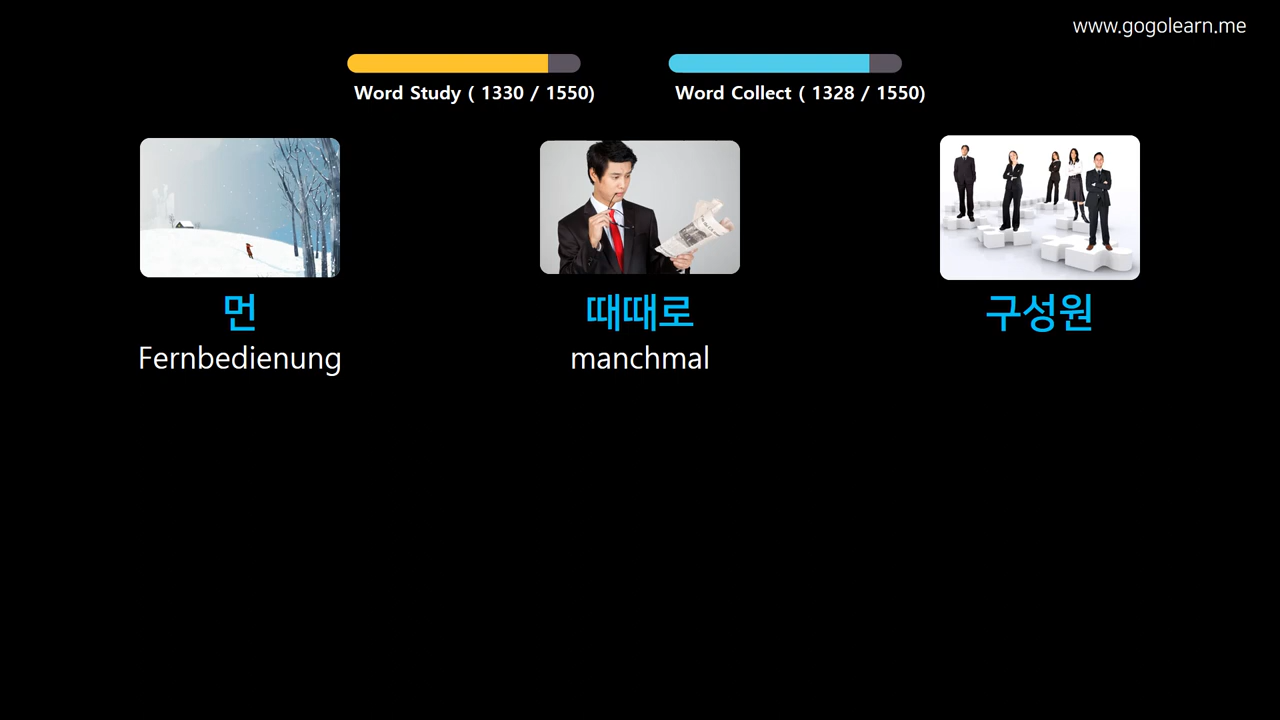 www.gogolearn.me
Word Study ( 1330 / 1550)
Word Collect ( 1328 / 1550)
먼
때때로
구성원
Fernbedienung
manchmal